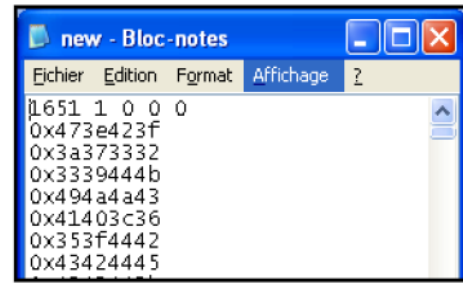 new - Bloc-notes
Fichier Edition Format Affichage ?
1651 1 0 0 0
0x473e423f
0x3a373332
0x3339444b
0x494a4a43
0x41403c36
0x353f4442
0x43424445